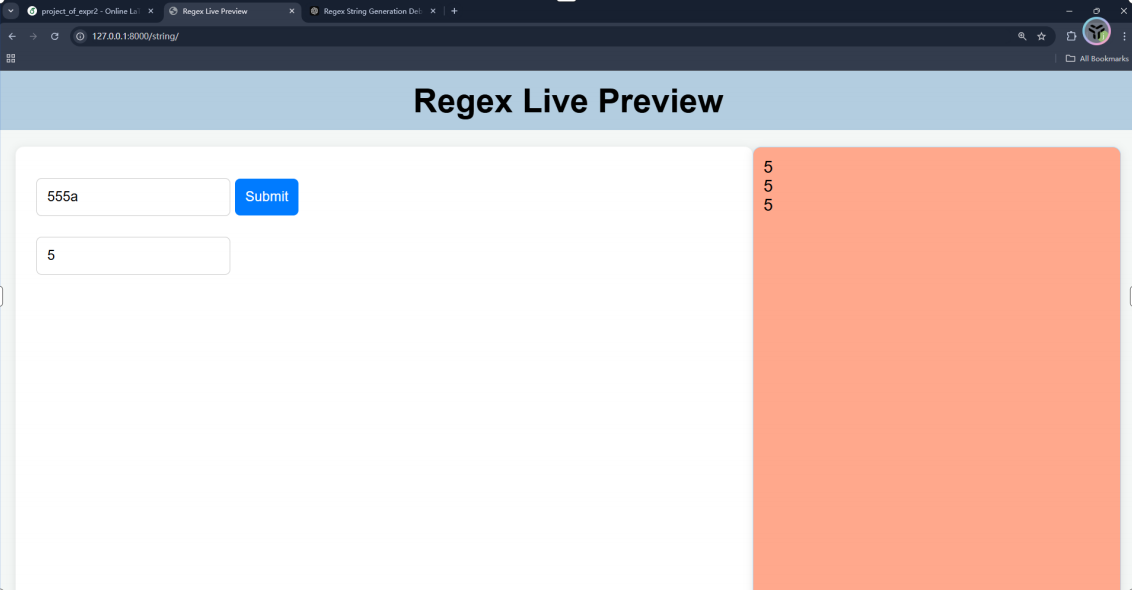 project_of_expr2 - Online La
Regex Live Preview
Regex String Generation Deb
127.0.0.1:8000/string/
All Bookmarks
Regex Live Preview
555a
Submit
5
5
5
5